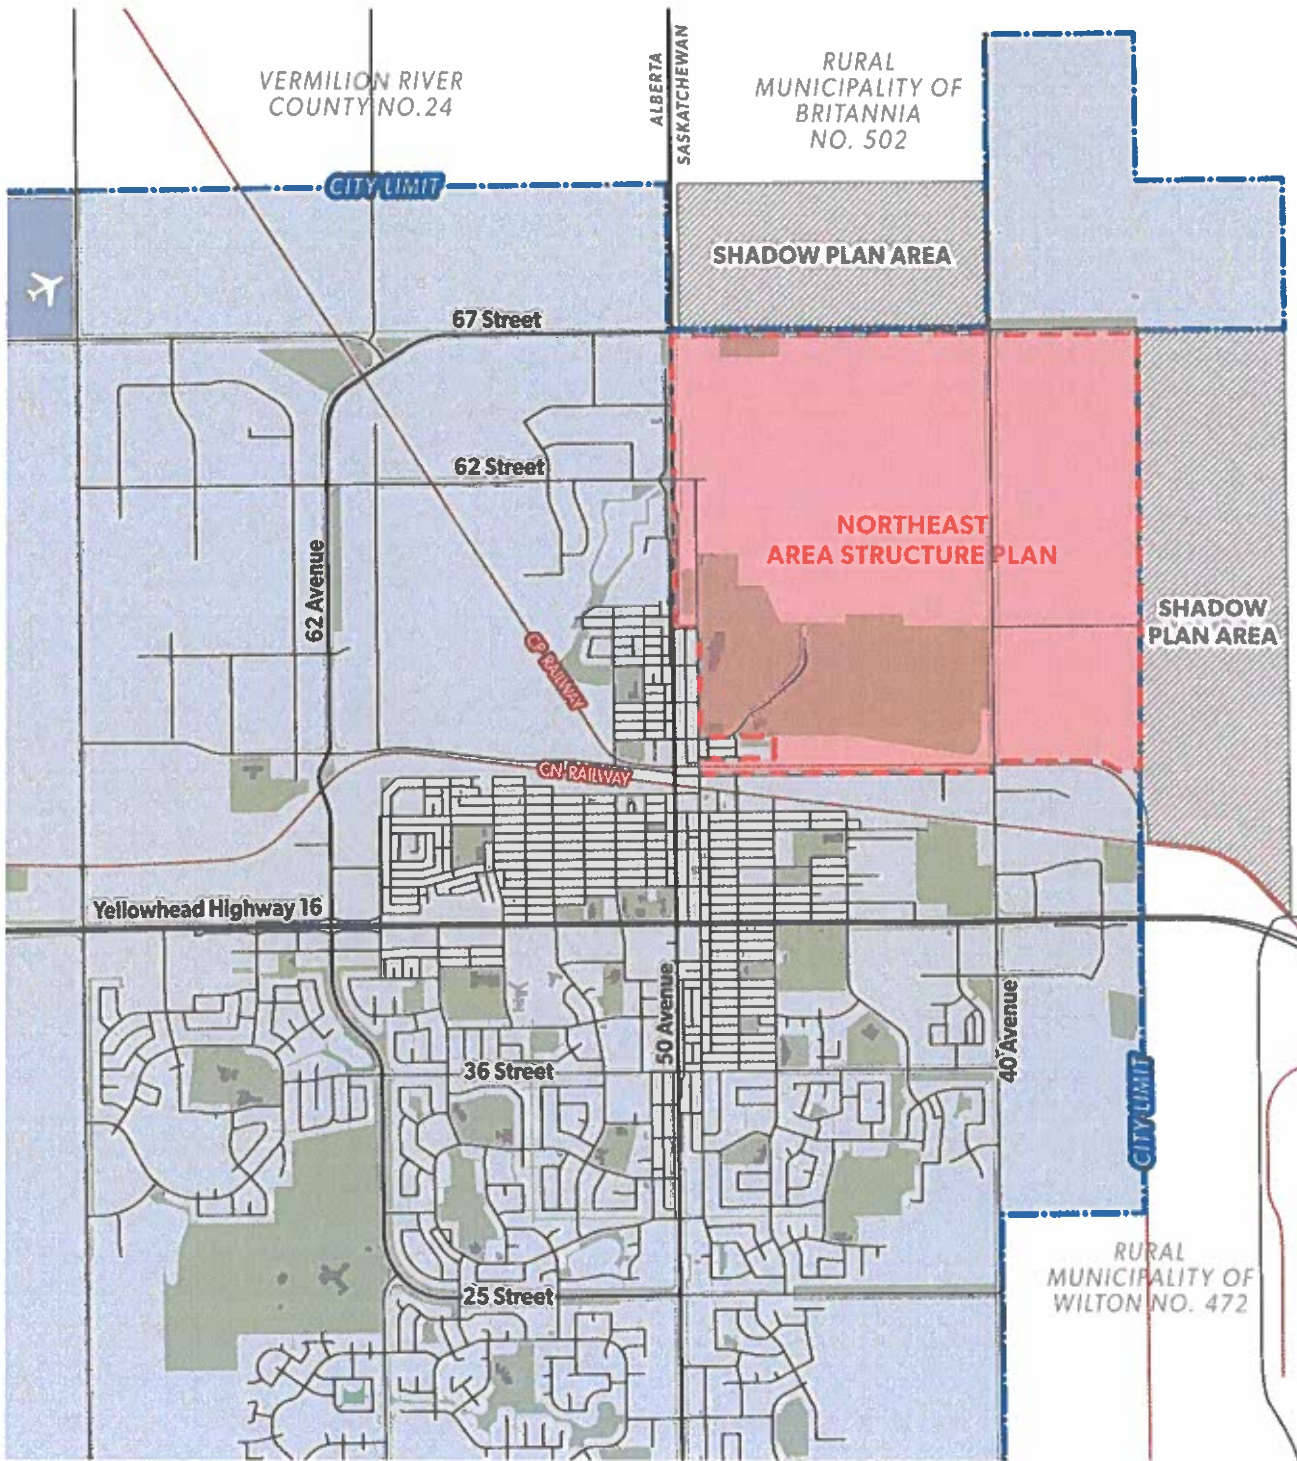 VERMILION RIVER
COUNTY NO.24
ALBERTA
SASKATCHEWAN
RURAL
MUNICIPALITY OF
BRITANNIA
NO. 502
CITY LIMIT
SHADOW PLAN AREA
67 Street
62 Street
NORTHEAST
AREA STRUCTURE PLAN
62 Avenue
SHADOW
PLAN AREA
CP RAILWAY
CN RAILWAY
Yellowhead Highway 16
50 Avenue
40 Avenue
36 Street
CITY LIMIT
RURAL
MUNICIPALITY OF
WILTON NO. 472
25 Street